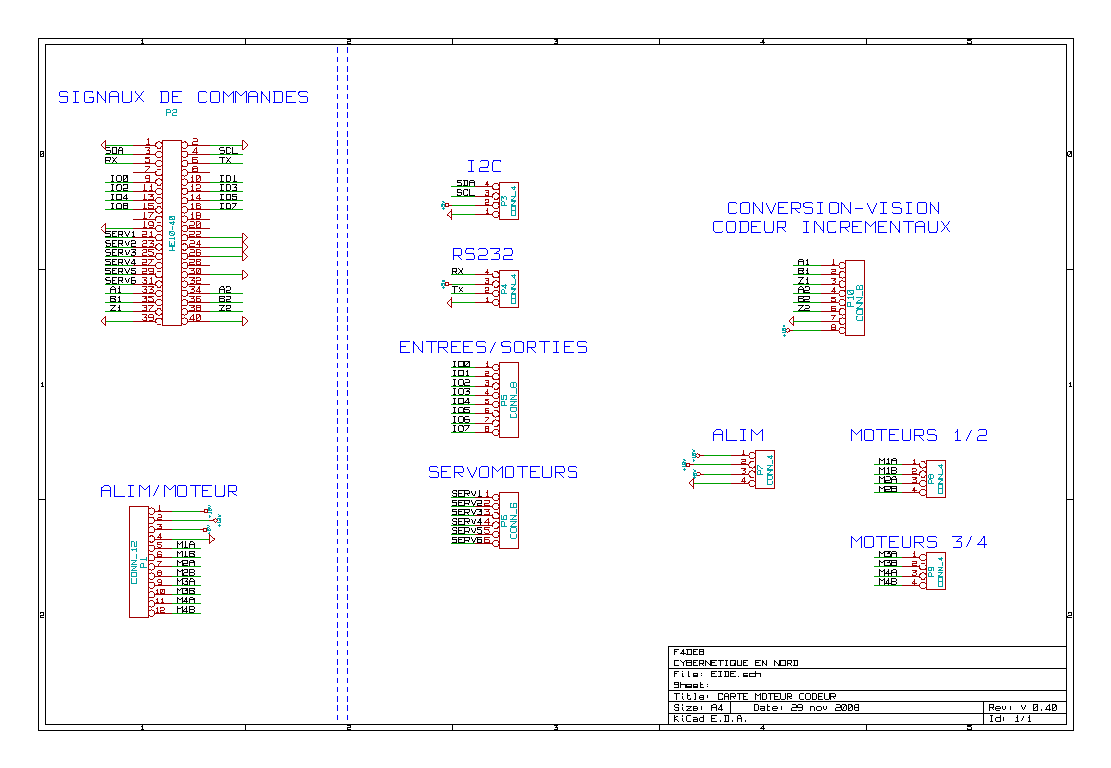 1 2 3 4 5
SIGNAUX DE COMMANDES
P2
1 2
SDA 3 4 SCL
RX 5 6 TX
7 8
IO0 9 10 IO1
IO2 11 12 IO3
IO4 13 14 IO5
IO6 15 16 IO7
17 18
19 20
SERV1 21 22
SERV2 23 24
SERV3 25 26
SERV4 27 28
SERV5 29 30
SERV6 31 32
A1 33 34 A2
B1 35 36 B2
Z1 37 38 Z2
39 40
HE10-40
I2C
SDA 4
SCL 3
2
1
P3
CONN_4
RS232
RX 4
3
TX 2
1
P4
CONN_4
ENTREES/SORTIES
IO0 1
IO1 2
IO2 3
IO3 4
IO4 5
IO5 6
IO6 7
IO7 8
P5
CONN_8
SERVOMOTEURS
SERV1 1
SERV2 2
SERV3 3
SERV4 4
SERV5 5
SERV6 6
P6
CONN_6
CONVERSION-VISION
CODEUR INCREMENTAUX
A1 1
B1 2
Z1 3
A2 4
B2 5
Z2 6
7
8
P10
CONN_8
ALIM
1
2
3
4
P7
CONN_4
MOTEURS 1/2
M1A 1
M1B 2
M2A 3
M2B 4
P8
CONN_4
MOTEURS 3/4
M3A 1
M3B 2
M4A 3
M4B 4
P9
CONN_4
ALIM/MOTEUR
1
2
3
4
5 M1A
6 M1B
7 M2A
8 M2B
9 M3A
10 M3B
11 M4A
12 M4B
CONN_12
P1
F4DEB
CYBERNETIQUE EN NORD
File: EIDE.sch
Sheet:
Title: CARTE MOTEUR CODEUR
Size: A4 Date: 29 nov 2008 Rev: V 0.40
KiCad E.D.A. Id: 1/1
1 2 3 4 5